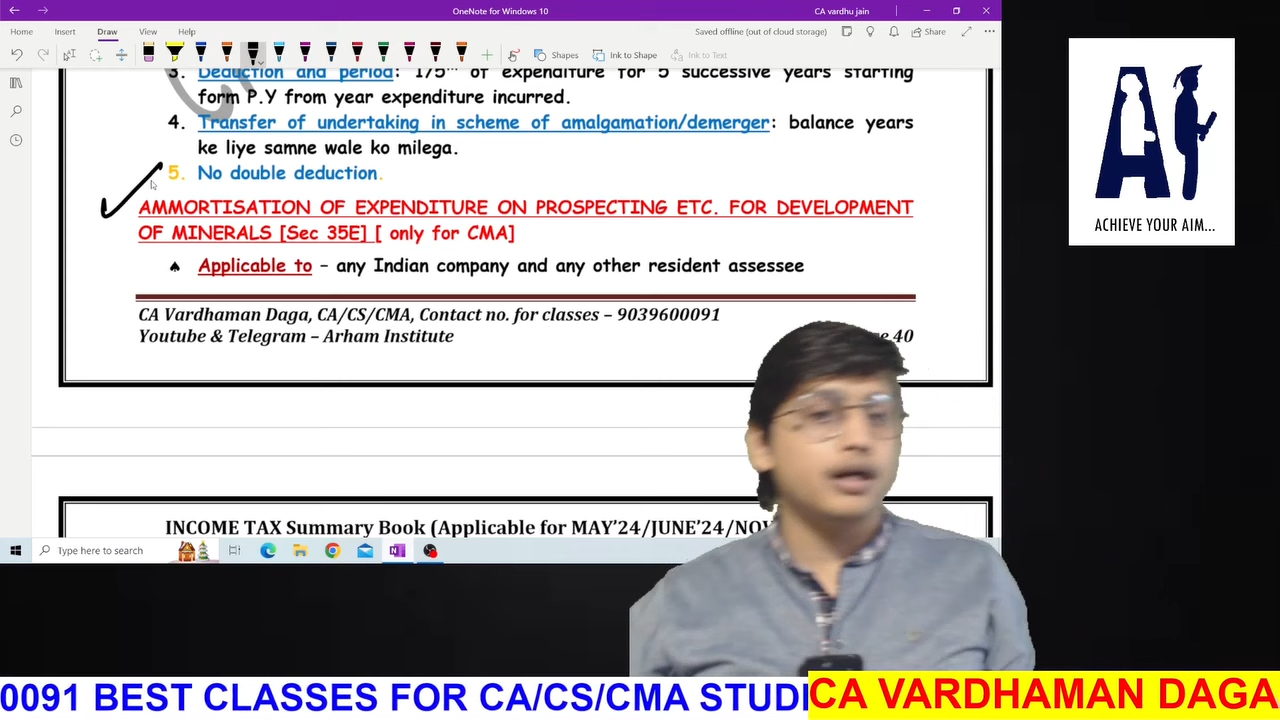 OneNote for Windows 10
CA vardhu jain
Home Insert Draw View Help
Saved offline (out of cloud storage)
Share
Shapes
Ink to Shape
Ink to Text
3. Deduction and period: 1/5th of expenditure for 5 successive years starting
form P.Y from year expenditure incurred.
4. Transfer of undertaking in scheme of amalgamation/demerger: balance years
ke liye samne wale ko milega.
5. No double deduction.
AMMORTISATION OF EXPENDITURE ON PROSPECTING ETC. FOR DEVELOPMENT
OF MINERALS [Sec 35E] [ only for CMA]
♠ Applicable to – any Indian company and any other resident assessee
CA Vardhaman Daga, CA/CS/CMA, Contact no. for classes – 9039600091
Youtube & Telegram – Arham Institute
40
INCOME TAX Summary Book (Applicable for MAY'24/JUNE'24/NOV
Type here to search
ACHIEVE YOUR AIM...
0091 BEST CLASSES FOR CA/CS/CMA STUD
CA VARDHAMAN DAGA